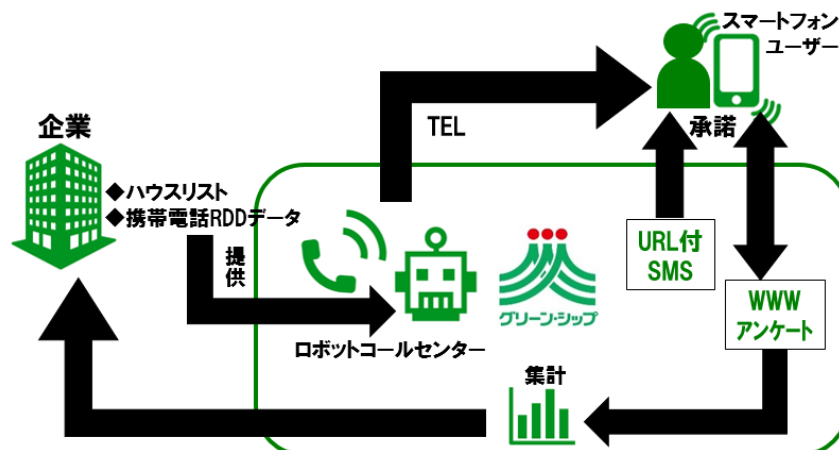 スマートフォン
ユーザー
企業
TEL
承諾
◆ハウスリスト
◆携帯電話RDDデータ
提
供
URL付
SMS
WWW
アンケート
グリーン・シップ
ロボットコールセンター
集計